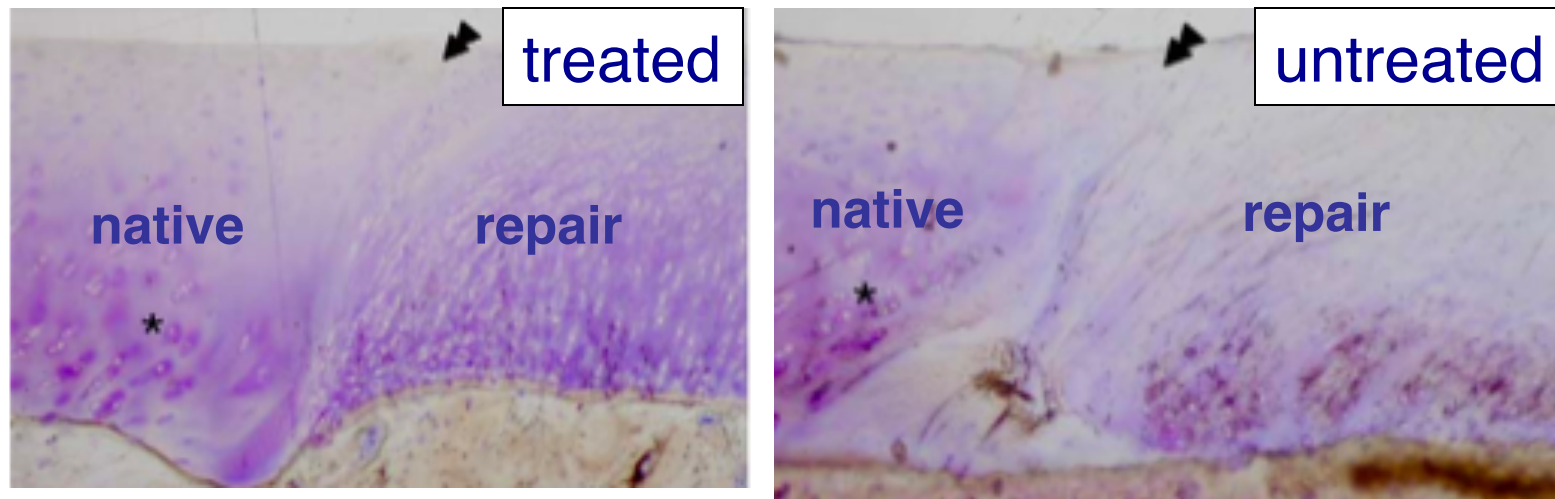 treated
native
repair
*
untreated
native
repair
*